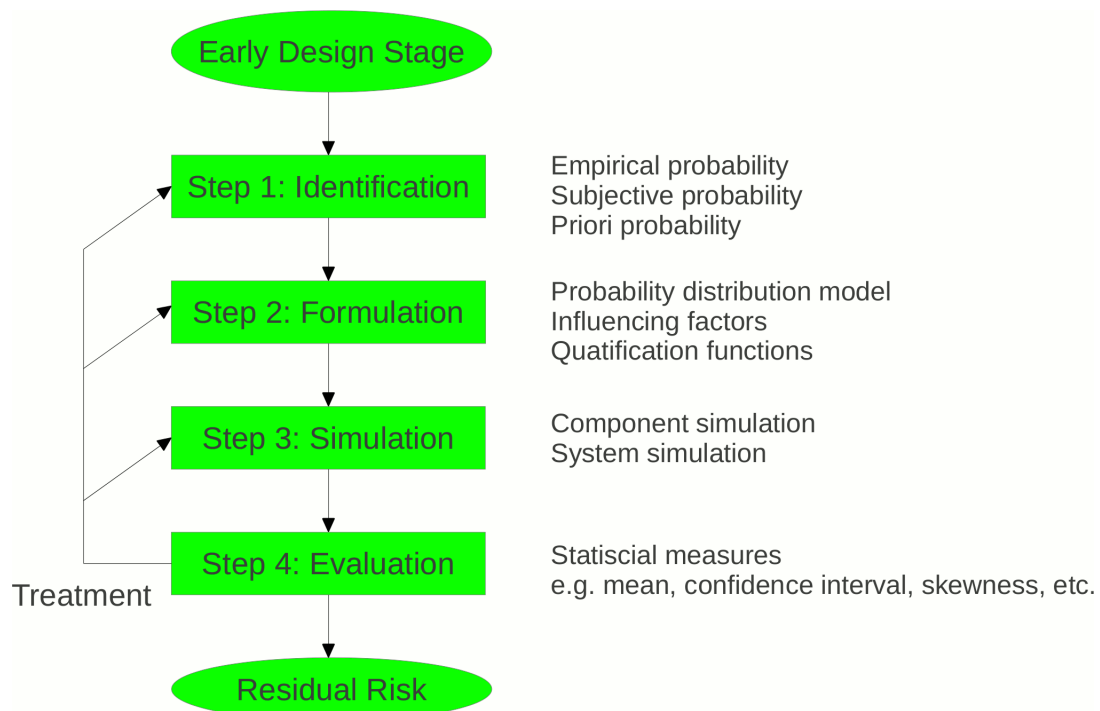 Early Design Stage
Step 1: Identification
Empirical probability
Subjective probability
Priori probability
Step 2: Formulation
Probability distribution model
Influencing factors
Quatification functions
Step 3: Simulation
Component simulation
System simulation
Step 4: Evaluation
Statiscial measures
e.g. mean, confidence interval, skewness, etc.
Treatment
Residual Risk